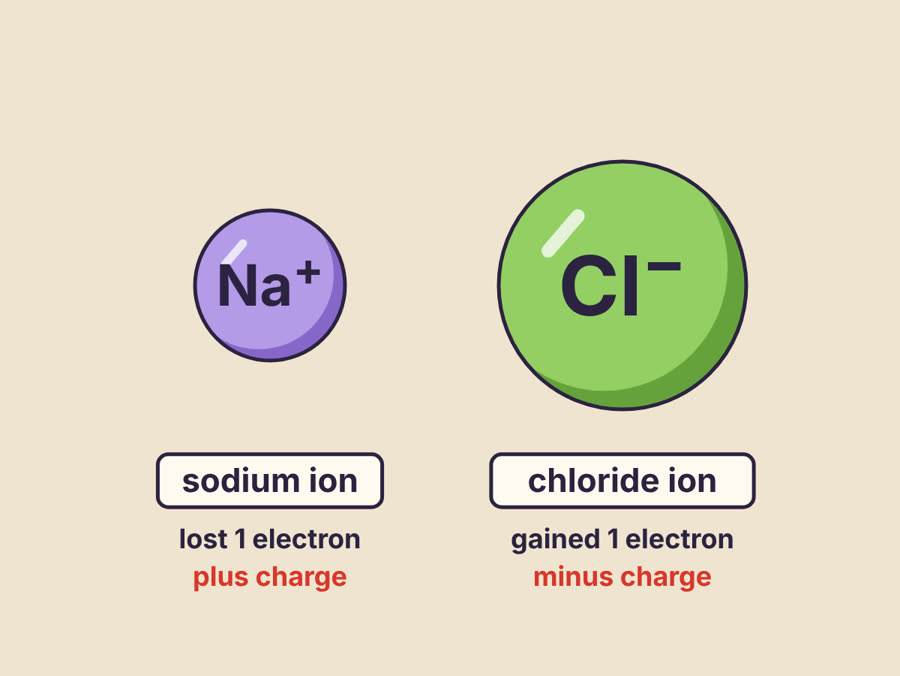 Na⁺
Cl⁻
sodium ion
chloride ion
lost 1 electron
gained 1 electron
plus charge
minus charge